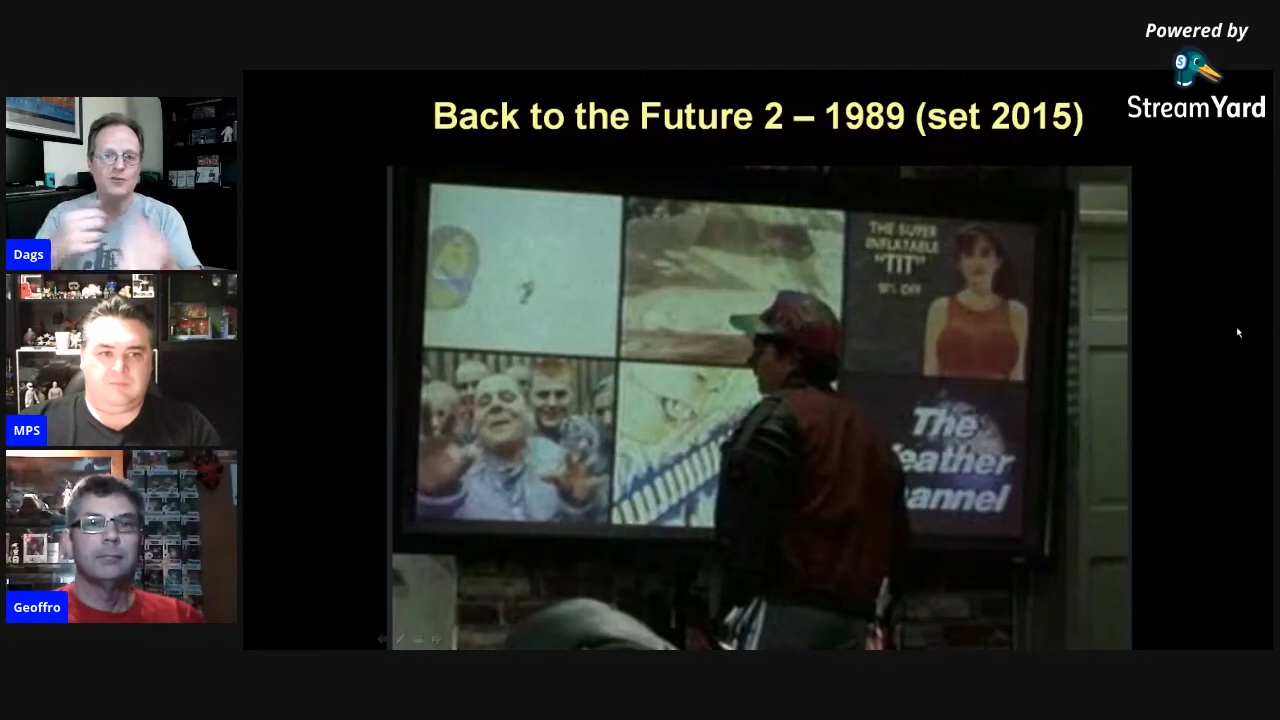 Powered by
StreamYard
Back to the Future 2 – 1989 (set 2015)
Dags
MPS
Geoffro
THE SUPER
INFLATABLE
"TIT"
OFF
The
eather
annel